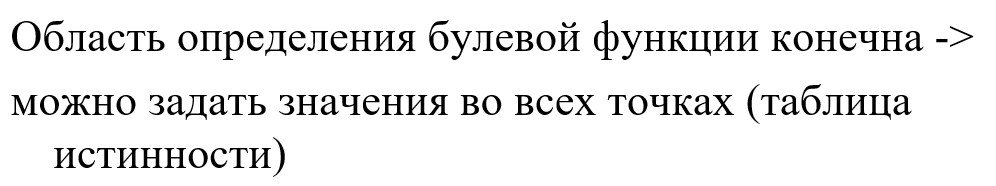 Область определения булевой функции конечна ->
можно задать значения во всех точках (таблица
истинности)